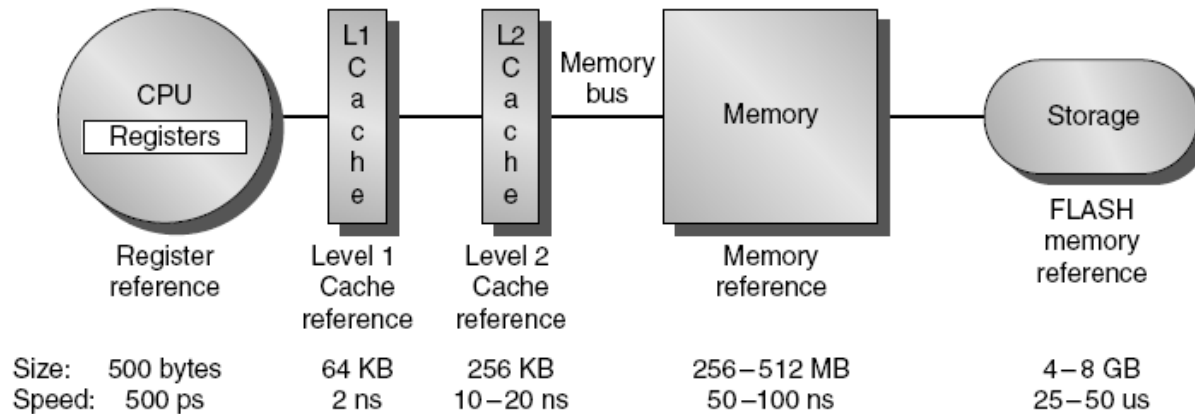 CPU
Registers
L1
C
a
c
h
e
L2
C
a
c
h
e
Memory
bus
Memory
Storage
Register
reference
Level 1
Cache
reference
Level 2
Cache
reference
Memory
reference
FLASH
memory
reference
Size: 500 bytes 64 KB 256 KB 256–512 MB 4–8 GB
Speed: 500 ps 2 ns 10–20 ns 50–100 ns 25–50 us